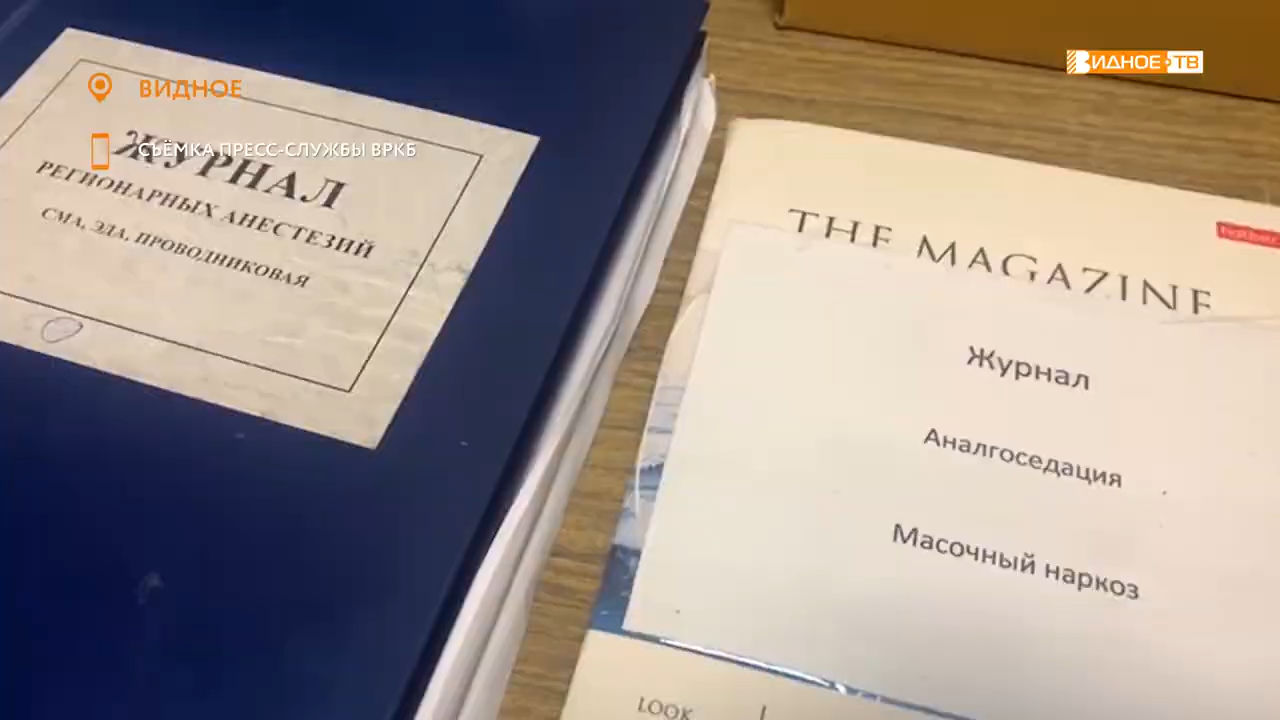 ВИДНОЕ
СЪЁМКА ПРЕСС-СЛУЖБЫ ВРКБ
ВИДНОЕ ТВ
ЖУРНАЛ
РЕГИОНАРНЫХ АНЕСТЕЗИЙ
СМА, ЭДА, ПРОВОДНИКОВАЯ
THE MAGAZINE
Журнал
Аналгоседация
Масочный наркоз
LOOK